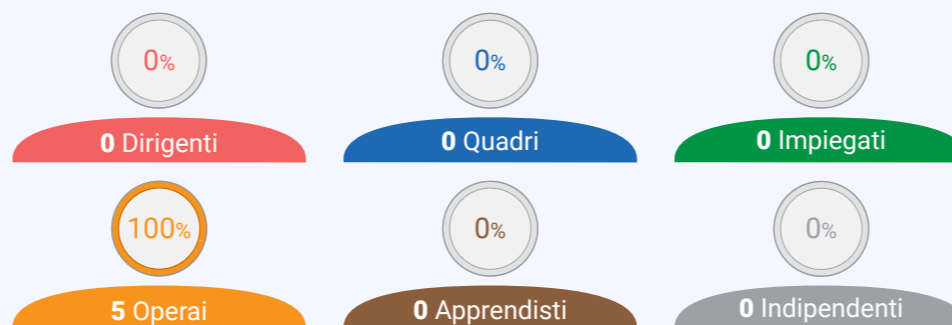 0%
0%
0%
0 Dirigenti
0 Quadri
0 Impiegati
100%
0%
0%
5 Operai
0 Apprendisti
0 Indipendenti